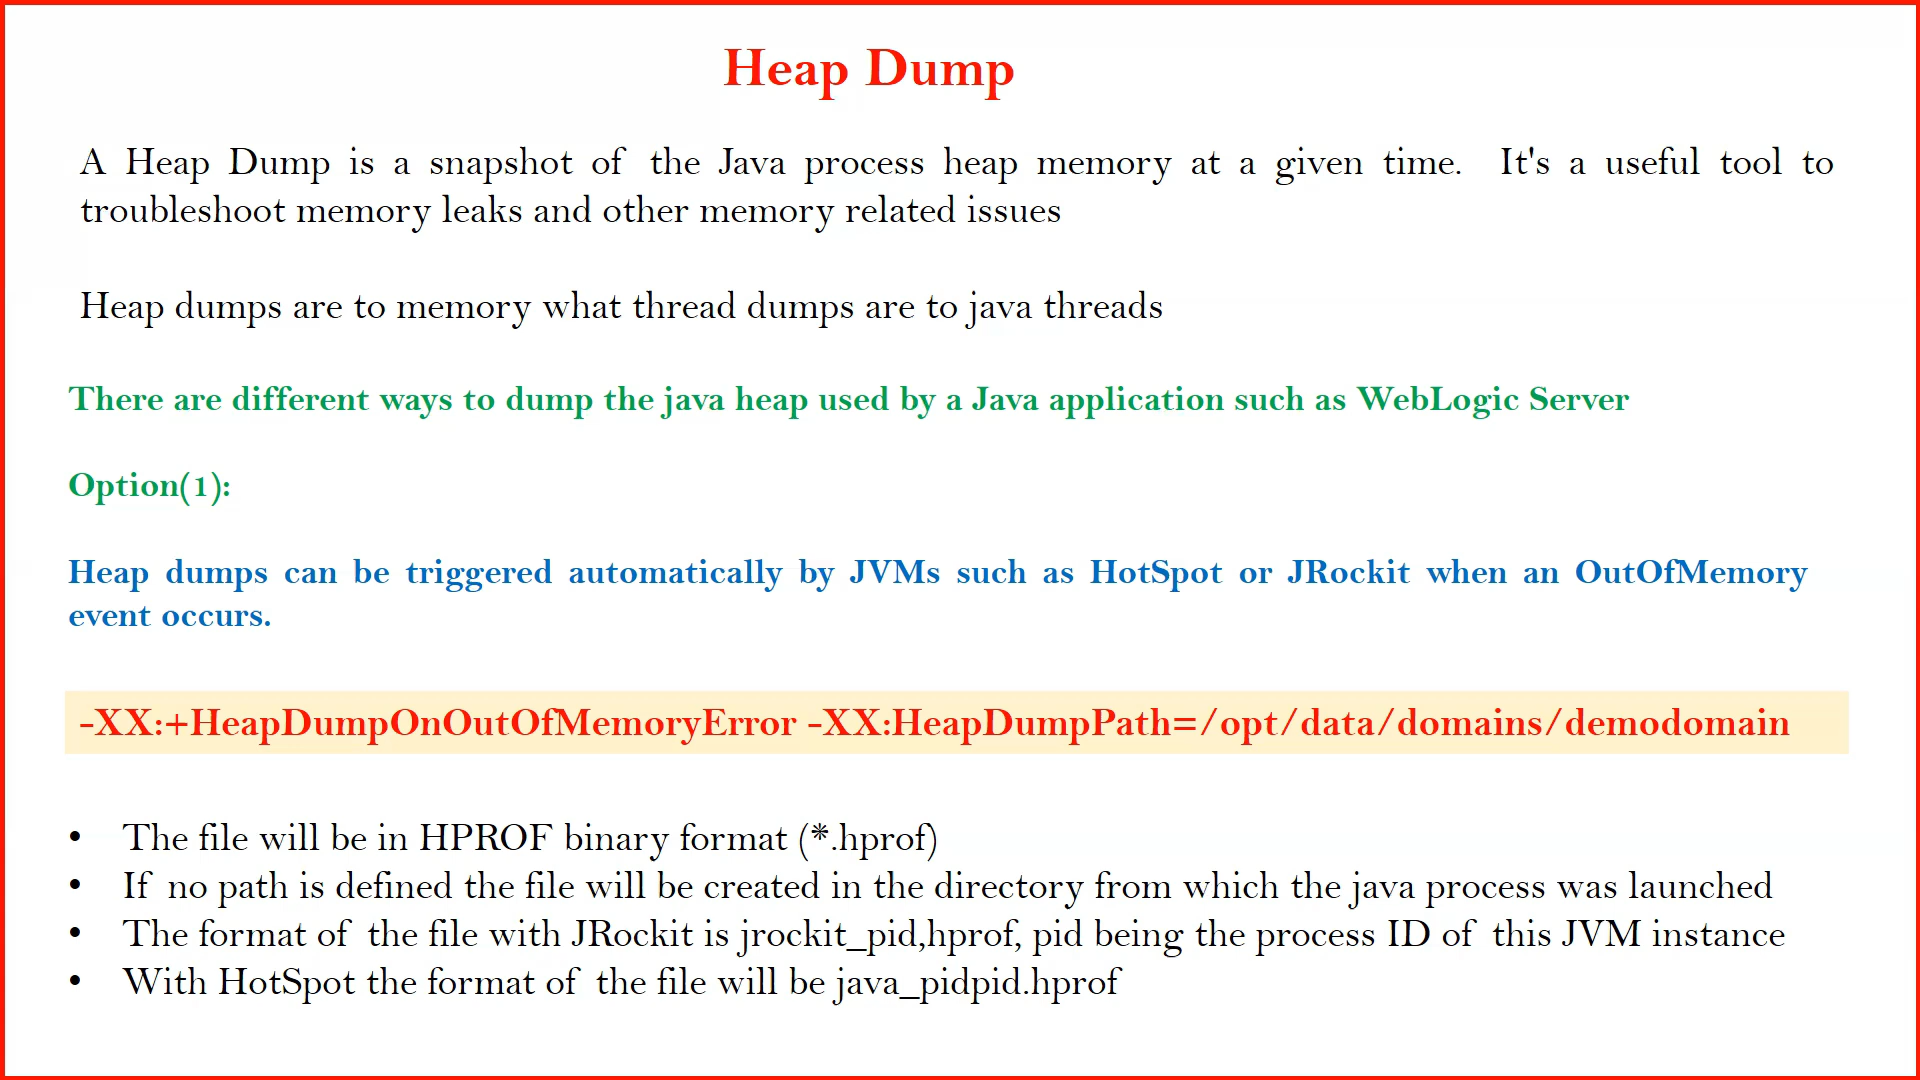 Heap Dump
A Heap Dump is a snapshot of the Java process heap memory at a given time. It's a useful tool to
troubleshoot memory leaks and other memory related issues
Heap dumps are to memory what thread dumps are to java threads
There are different ways to dump the java heap used by a Java application such as WebLogic Server
Option(1):
Heap dumps can be triggered automatically by JVMs such as HotSpot or JRockit when an OutOfMemory
event occurs.
-XX:+HeapDumpOnOutOfMemoryError -XX:HeapDumpPath=/opt/data/domains/demodomain
• The file will be in HPROF binary format (*.hprof)
• If no path is defined the file will be created in the directory from which the java process was launched
• The format of the file with JRockit is jrockit_pid,hprof, pid being the process ID of this JVM instance
• With HotSpot the format of the file will be java_pidpid.hprof